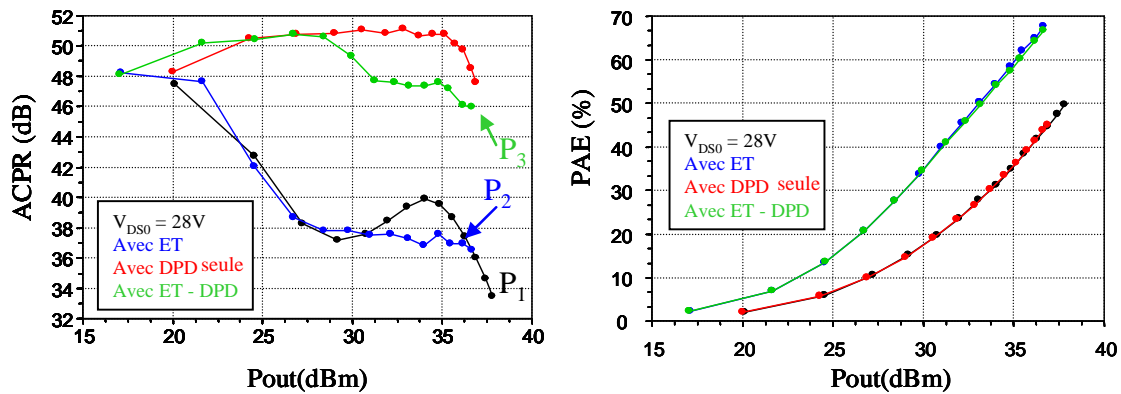 ACPR (dB)
52
50
48
46
44
42
40
38
36
34
32
15
20
25
30
35
40
Pout(dBm)
V_DS0 = 28V
Avec ET
Avec DPD seule
Avec ET - DPD
P3
P2
P1
PAE (%)
70
60
50
40
30
20
10
0
15
20
25
30
35
40
Pout(dBm)
V_DS0 = 28V
Avec ET
Avec DPD seule
Avec ET - DPD